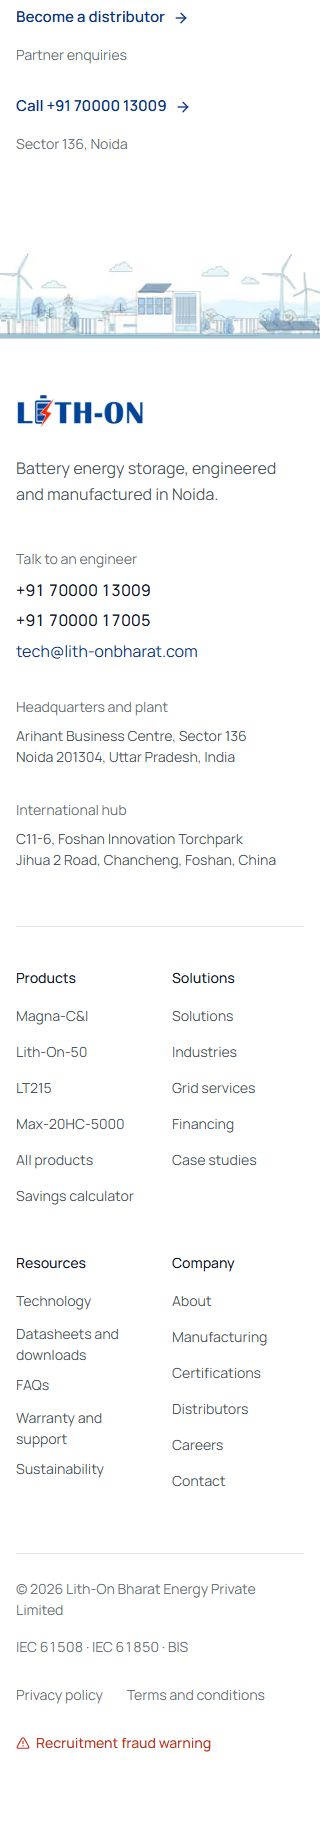 Become a distributor →
Partner enquiries
Call +91 70000 13009 →
Sector 136, Noida
LITH-ON
Battery energy storage, engineered
and manufactured in Noida.
Talk to an engineer
+91 70000 13009
+91 70000 17005
tech@lith-onbharat.com
Headquarters and plant
Arihant Business Centre, Sector 136
Noida 201304, Uttar Pradesh, India
International hub
C11-6, Foshan Innovation Torchpark
Jihua 2 Road, Chancheng, Foshan, China
Products
Magna-C&I
Lith-On-50
LT215
Max-20HC-5000
All products
Savings calculator
Solutions
Solutions
Industries
Grid services
Financing
Case studies
Resources
Technology
Datasheets and
downloads
FAQs
Warranty and
support
Sustainability
Company
About
Manufacturing
Certifications
Distributors
Careers
Contact
© 2026 Lith-On Bharat Energy Private
Limited
IEC 61508 · IEC 61850 · BIS
Privacy policy Terms and conditions
Recruitment fraud warning